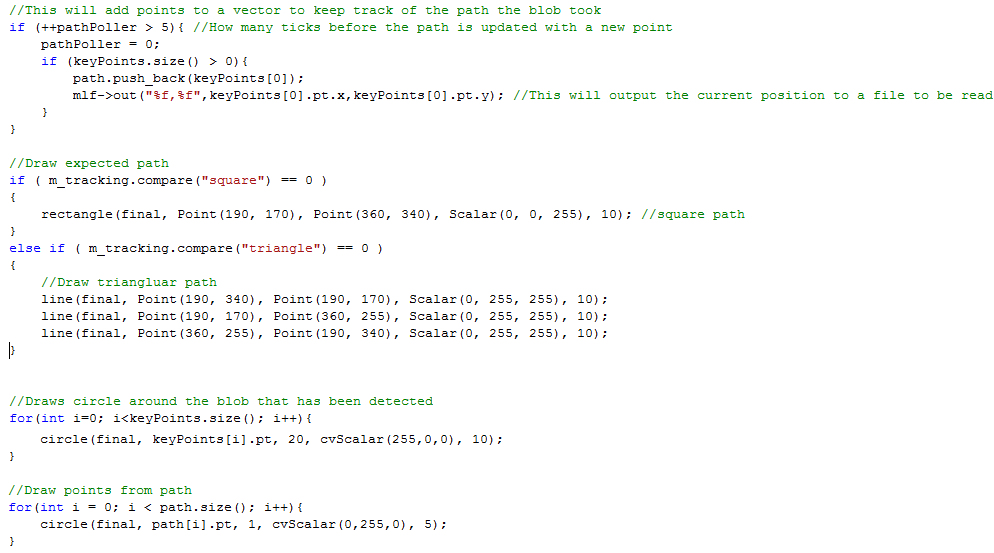 //This will add points to a vector to keep track of the path the blob took
if (++pathPoller > 5){ //How many ticks before the path is updated with a new point
    pathPoller = 0;
    if (keyPoints.size() > 0){
        path.push_back(keyPoints[0]);
        mlf->out("%f,%f",keyPoints[0].pt.x,keyPoints[0].pt.y); //This will output the current position to a file to be read
    }
}

//Draw expected path
if ( m_tracking.compare("square") == 0 )
{
    rectangle(final, Point(190, 170), Point(360, 340), Scalar(0, 0, 255), 10); //square path
}
else if ( m_tracking.compare("triangle") == 0 )
{
    //Draw triangluar path
    line(final, Point(190, 340), Point(190, 170), Scalar(0, 255, 255), 10);
    line(final, Point(190, 170), Point(360, 255), Scalar(0, 255, 255), 10);
    line(final, Point(360, 255), Point(190, 340), Scalar(0, 255, 255), 10);
}

//Draws circle around the blob that has been detected
for(int i=0; i<keyPoints.size(); i++){
    circle(final, keyPoints[i].pt, 20, cvScalar(255,0,0), 10);
}

//Draw points from path
for(int i = 0; i < path.size(); i++){
    circle(final, path[i].pt, 1, cvScalar(0,255,0), 5);
}